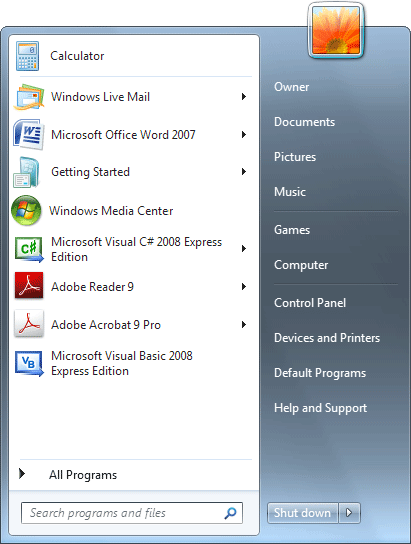 Calculator
Windows Live Mail
Microsoft Office Word 2007
Getting Started
Windows Media Center
Microsoft Visual C# 2008 Express
Edition
Adobe Reader 9
Adobe Acrobat 9 Pro
Microsoft Visual Basic 2008
Express Edition
All Programs
Search programs and files
Owner
Documents
Pictures
Music
Games
Computer
Control Panel
Devices and Printers
Default Programs
Help and Support
Shut down